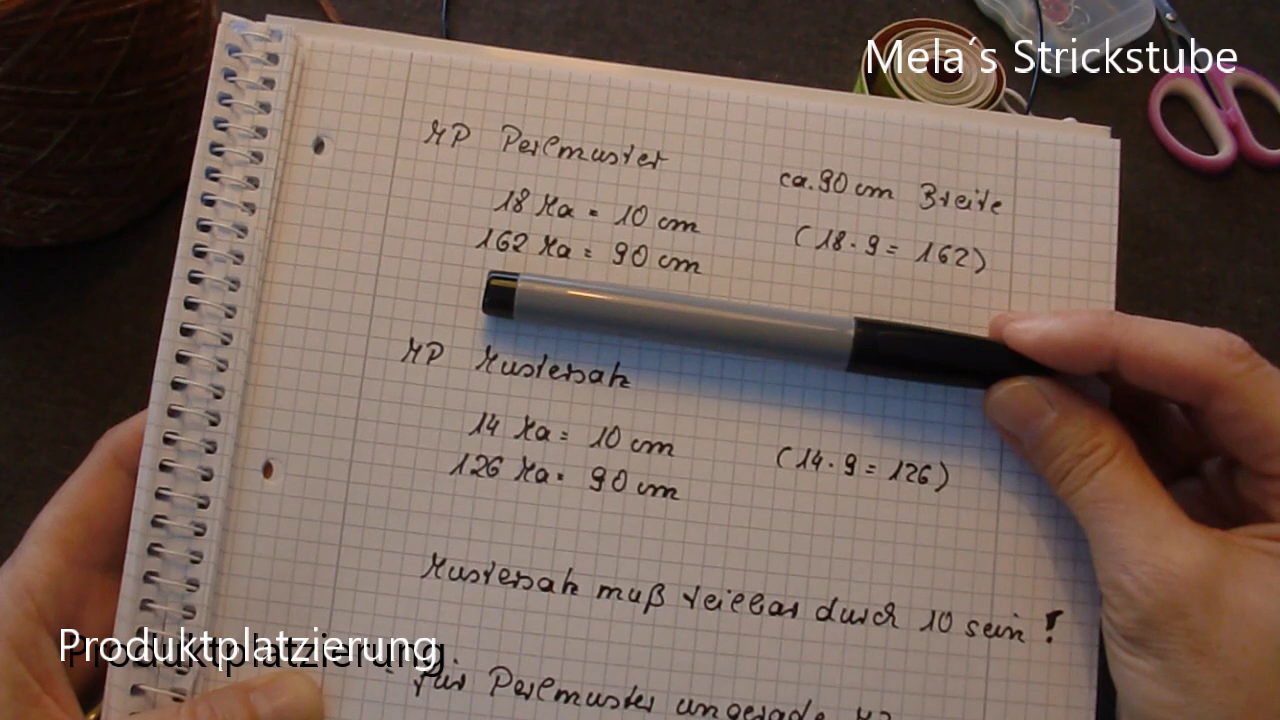 Mela´s Strickstube
MP Perlmuster
ca. 90 cm Breite
18 Ma = 10 cm
(18 · 9 = 162)
162 Ma = 90 cm
MP Mustersatz
14 Ma = 10 cm
(14 · 9 = 126)
126 Ma = 90 cm
Mustersatz muß teilbar durch 10 sein !
Produktplatzierung
für Perlmuster ungerade